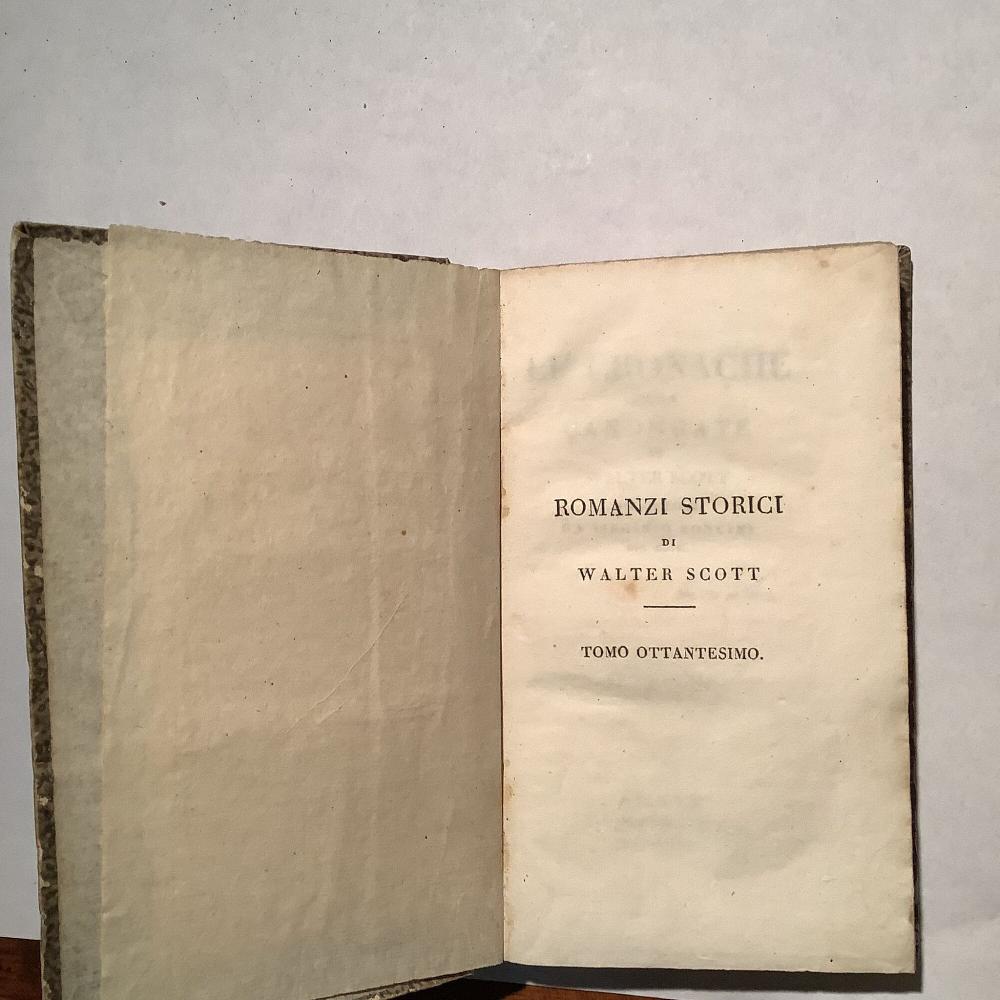 ROMANZI STORICI
DI
WALTER SCOTT
TOMO OTTANTESIMO.